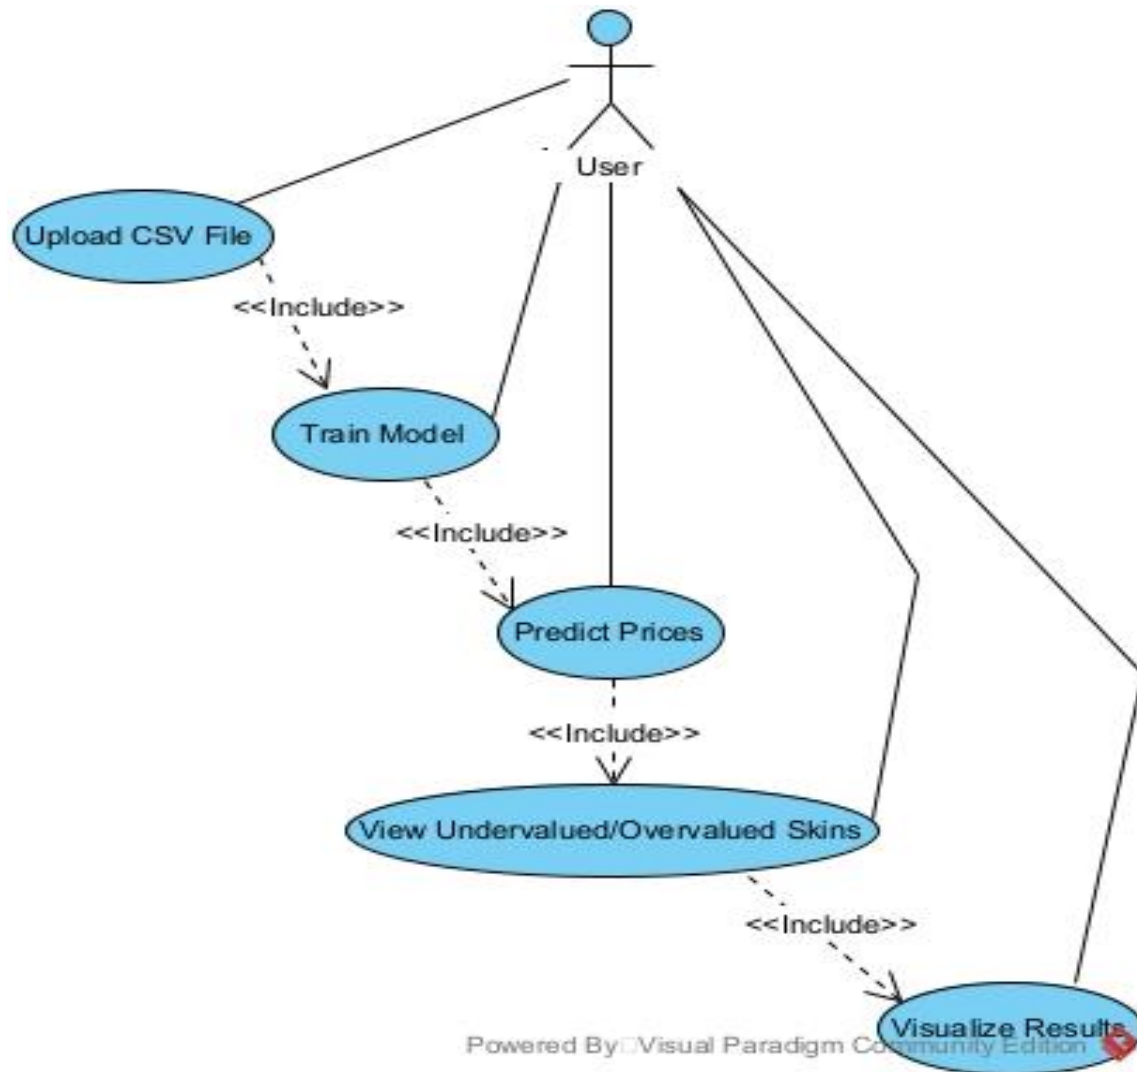 User
Upload CSV File
<<Include>>
Train Model
<<Include>>
Predict Prices
<<Include>>
View Undervalued/Overvalued Skins
<<Include>>
Visualize Results
Powered By Visual Paradigm Community Edition